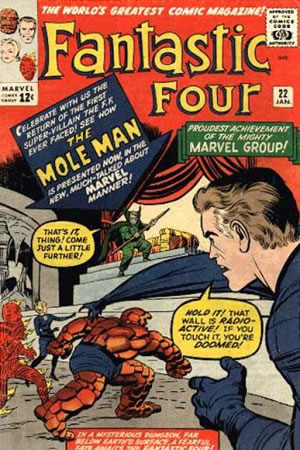 THE WORLD'S GREATEST COMIC MAGAZINE!
APPROVED
BY THE
COMICS
CODE
AUTHORITY
Fantastic
Four
MARVEL
COMICS
GROUP
12¢
22
JAN.
CELEBRATE WITH US THE
RETURN OF THE FIRST
SUPER-VILLAIN THE F.F.
EVER FACED! SEE HOW
THE
MOLE MAN
IS PRESENTED NOW, IN THE
NEW, MUCH-TALKED ABOUT
MARVEL
MANNER!
PROUDEST ACHIEVEMENT
OF THE MIGHTY
MARVEL GROUP!
THAT'S IT,
THING! COME
JUST A LITTLE
FURTHER!
HOLD IT! THAT
WALL IS RADIO-
ACTIVE! IF YOU
TOUCH IT, YOU'RE
DOOMED!
IN A MYSTERIOUS DUNGEON, FAR
BELOW EARTH'S SURFACE, A FEARFUL
FATE AWAITS THE FANTASTIC FOUR!